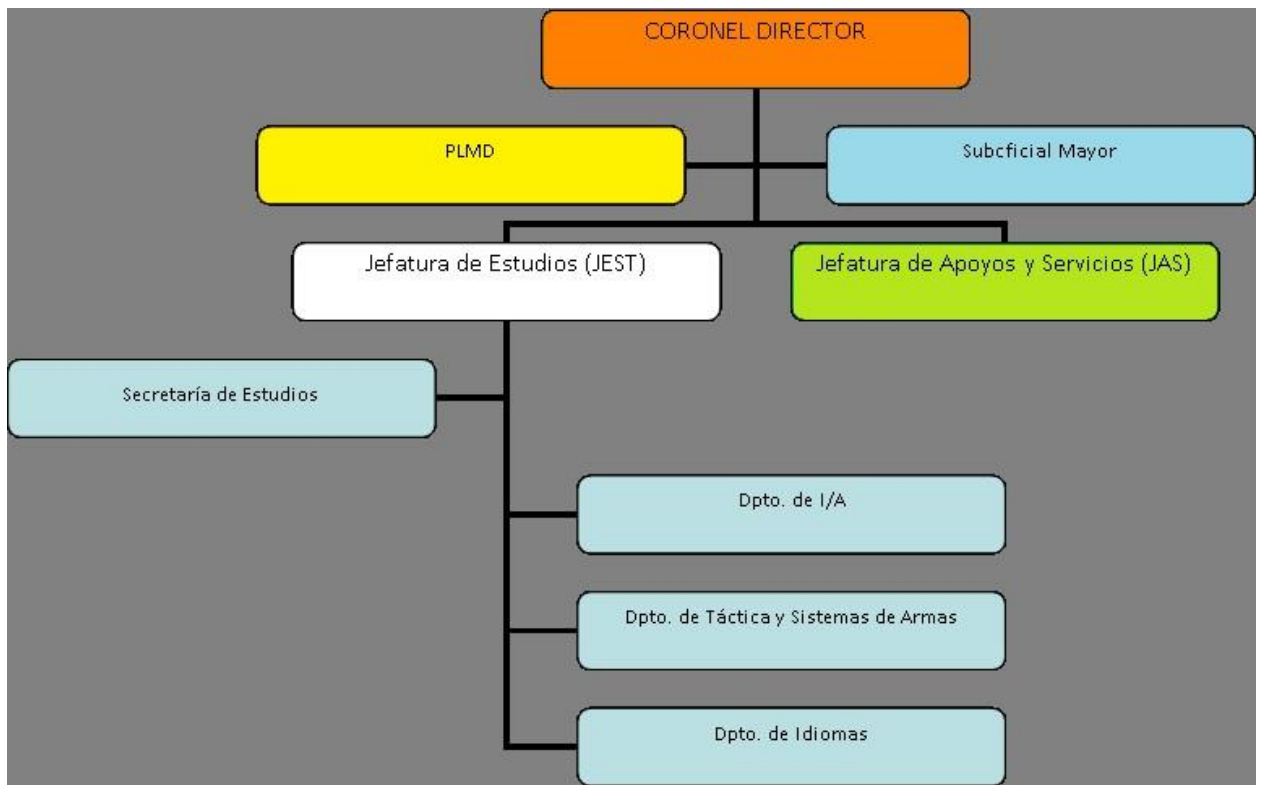 CORONEL DIRECTOR
PLMD
Subcficial Mayor
Jefatura de Estudios (JEST)
Jefatura de Apoyos y Servicios (JAS)
Secretaría de Estudios
Dpto. de I/A
Dpto. de Táctica y Sistemas de Armas
Dpto. de Idiomas